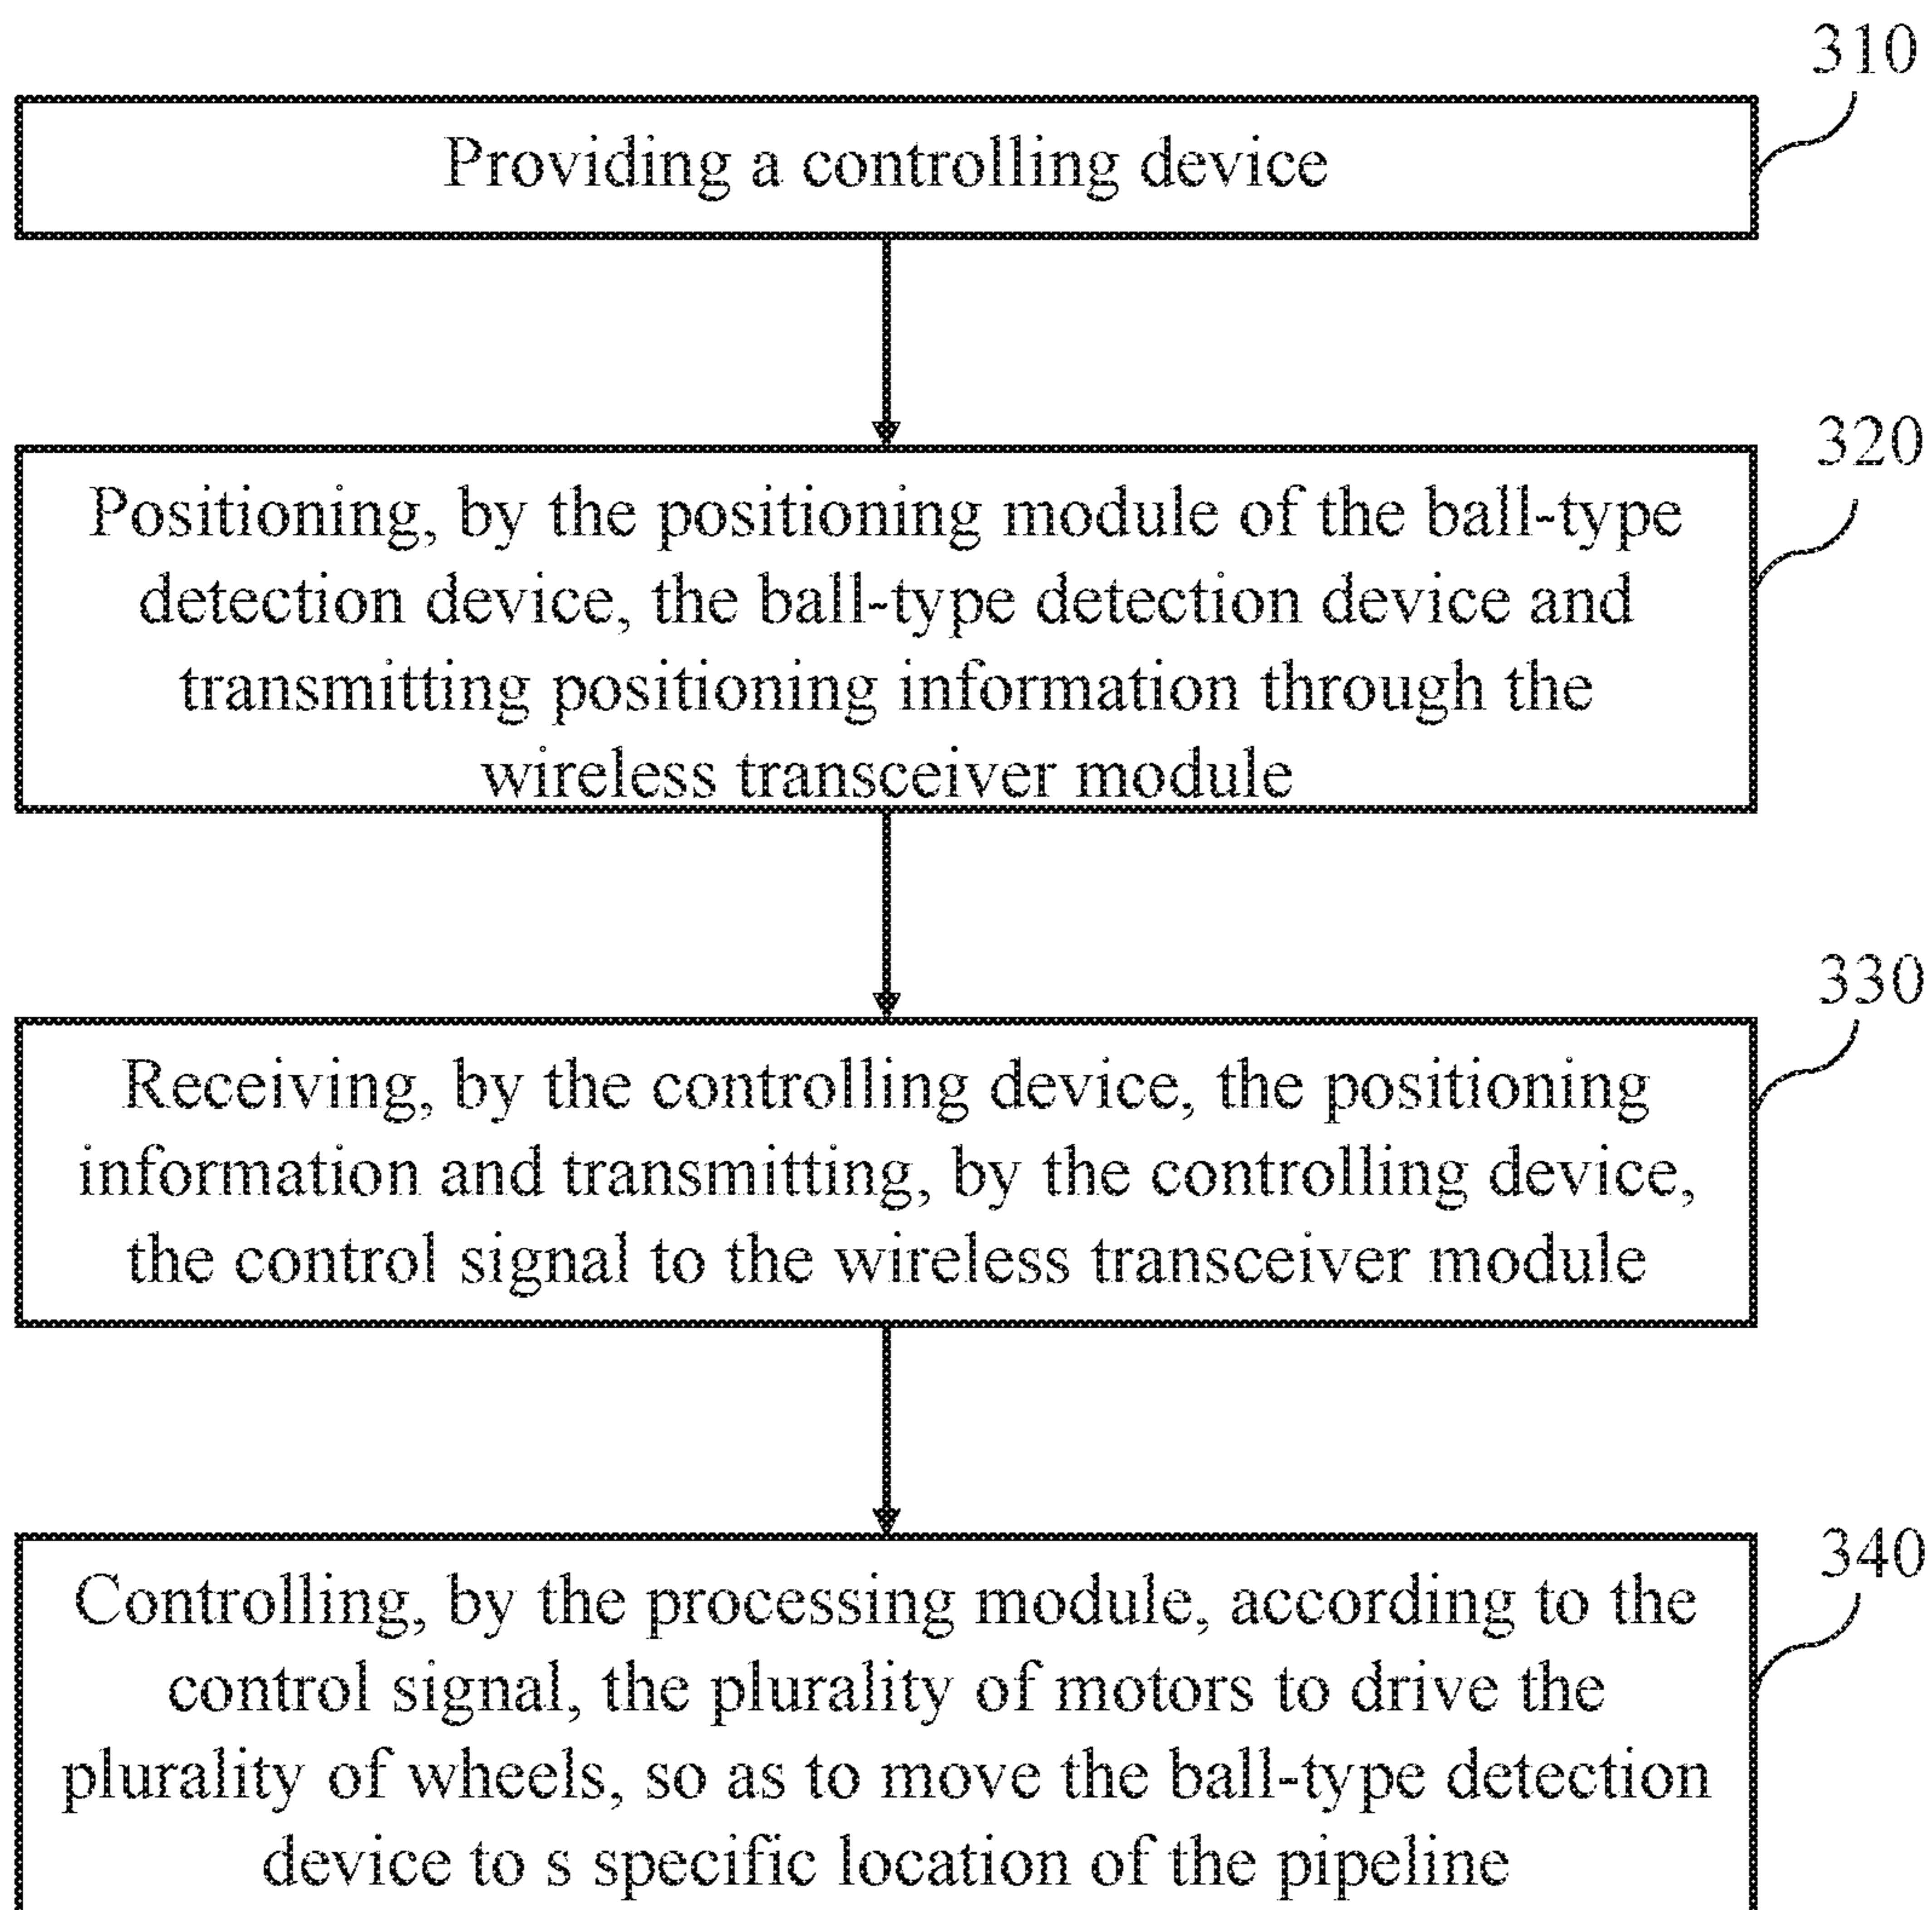 310
Providing a controlling device
320
Positioning, by the positioning module of the ball-type
detection device, the ball-type detection device and
transmitting positioning information through the
wireless transceiver module
330
Receiving, by the controlling device, the positioning
information and transmitting, by the controlling device,
the control signal to the wireless transceiver module
340
Controlling, by the processing module, according to the
control signal, the plurality of motors to drive the
plurality of wheels, so as to move the ball-type detection
device to s specific location of the pipeline